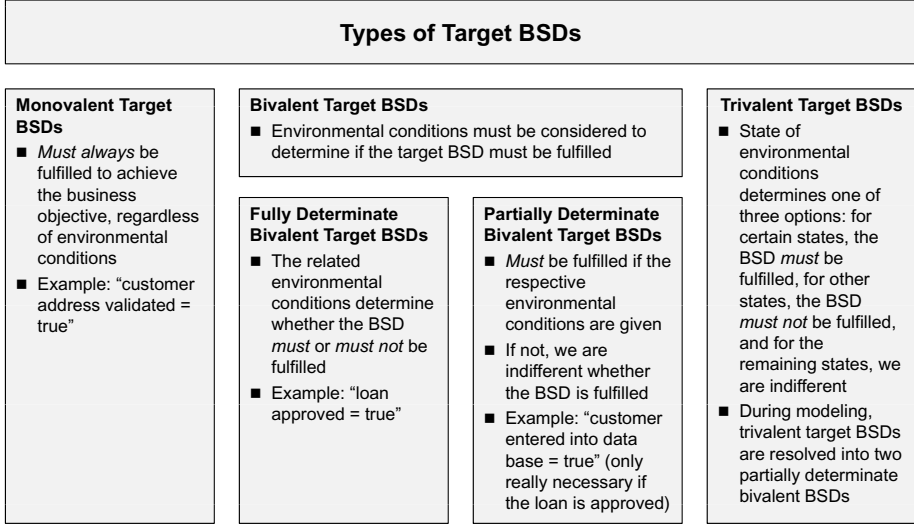 Types of Target BSDs
Monovalent Target
BSDs
■ Must always be
fulfilled to achieve
the business
objective, regardless
of environmental
conditions
■ Example: “customer
address validated =
true”
Bivalent Target BSDs
■ Environmental conditions must be considered to
determine if the target BSD must be fulfilled
Fully Determinate
Bivalent Target BSDs
■ The related
environmental
conditions determine
whether the BSD
must or must not be
fulfilled
■ Example: “loan
approved = true”
Partially Determinate
Bivalent Target BSDs
■ Must be fulfilled if the
respective
environmental
conditions are given
■ If not, we are
indifferent whether
the BSD is fulfilled
■ Example: “customer
entered into data
base = true” (only
really necessary if
the loan is approved)
Trivalent Target BSDs
■ State of
environmental
conditions
determines one of
three options: for
certain states, the
BSD must be
fulfilled, for other
states, the BSD
must not be fulfilled,
and for the
remaining states, we
are indifferent
■ During modeling,
trivalent target BSDs
are resolved into two
partially determinate
bivalent BSDs